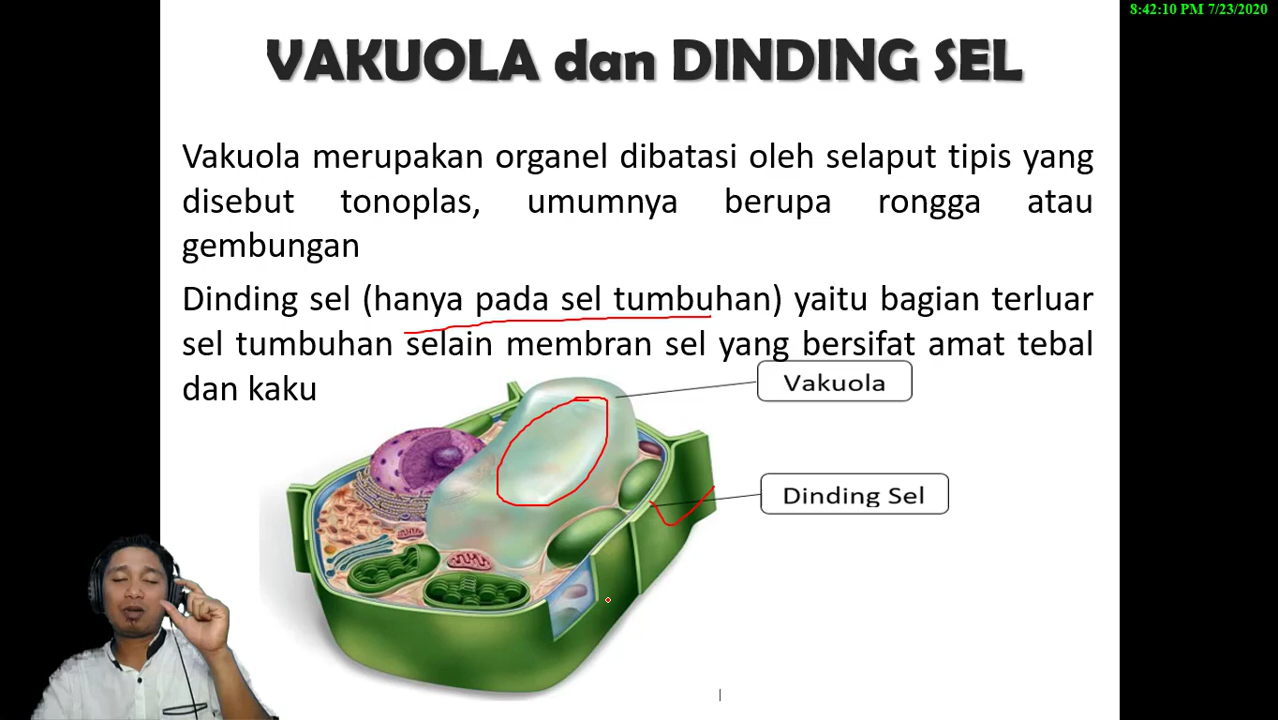 8:42:10 PM 7/23/2020
VAKUOLA dan DINDING SEL
Vakuola merupakan organel dibatasi oleh selaput tipis yang
disebut tonoplas, umumnya berupa rongga atau
gembungan
Dinding sel (hanya pada sel tumbuhan) yaitu bagian terluar
sel tumbuhan selain membran sel yang bersifat amat tebal
dan kaku
Vakuola
Dinding Sel